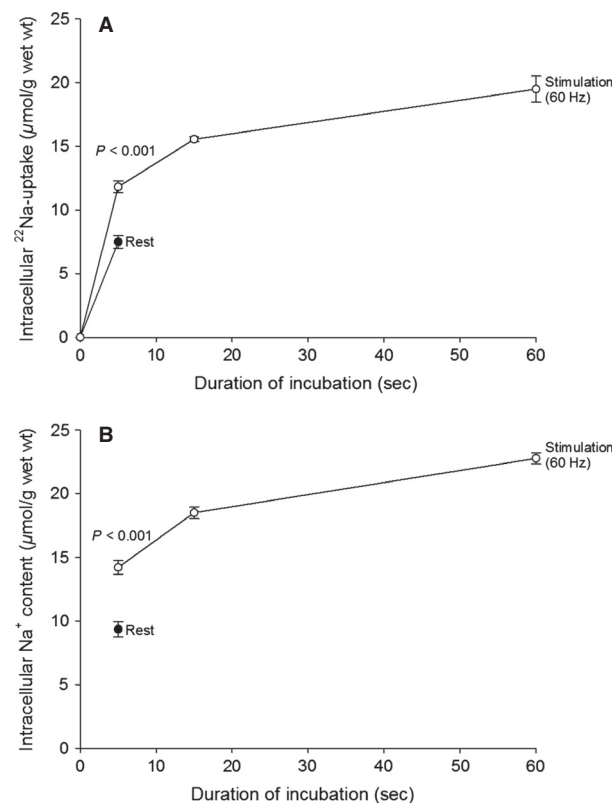 A
25
20
15
10
5
0
Intracellular ²²Na-uptake (µmol/g wet wt)
P < 0.001
Rest
Stimulation
(60 Hz)
0 10 20 30 40 50 60
Duration of incubation (sec)
B
25
20
15
10
5
0
Intracellular Na⁺ content (µmol/g wet wt)
P < 0.001
Rest
Stimulation
(60 Hz)
0 10 20 30 40 50 60
Duration of incubation (sec)